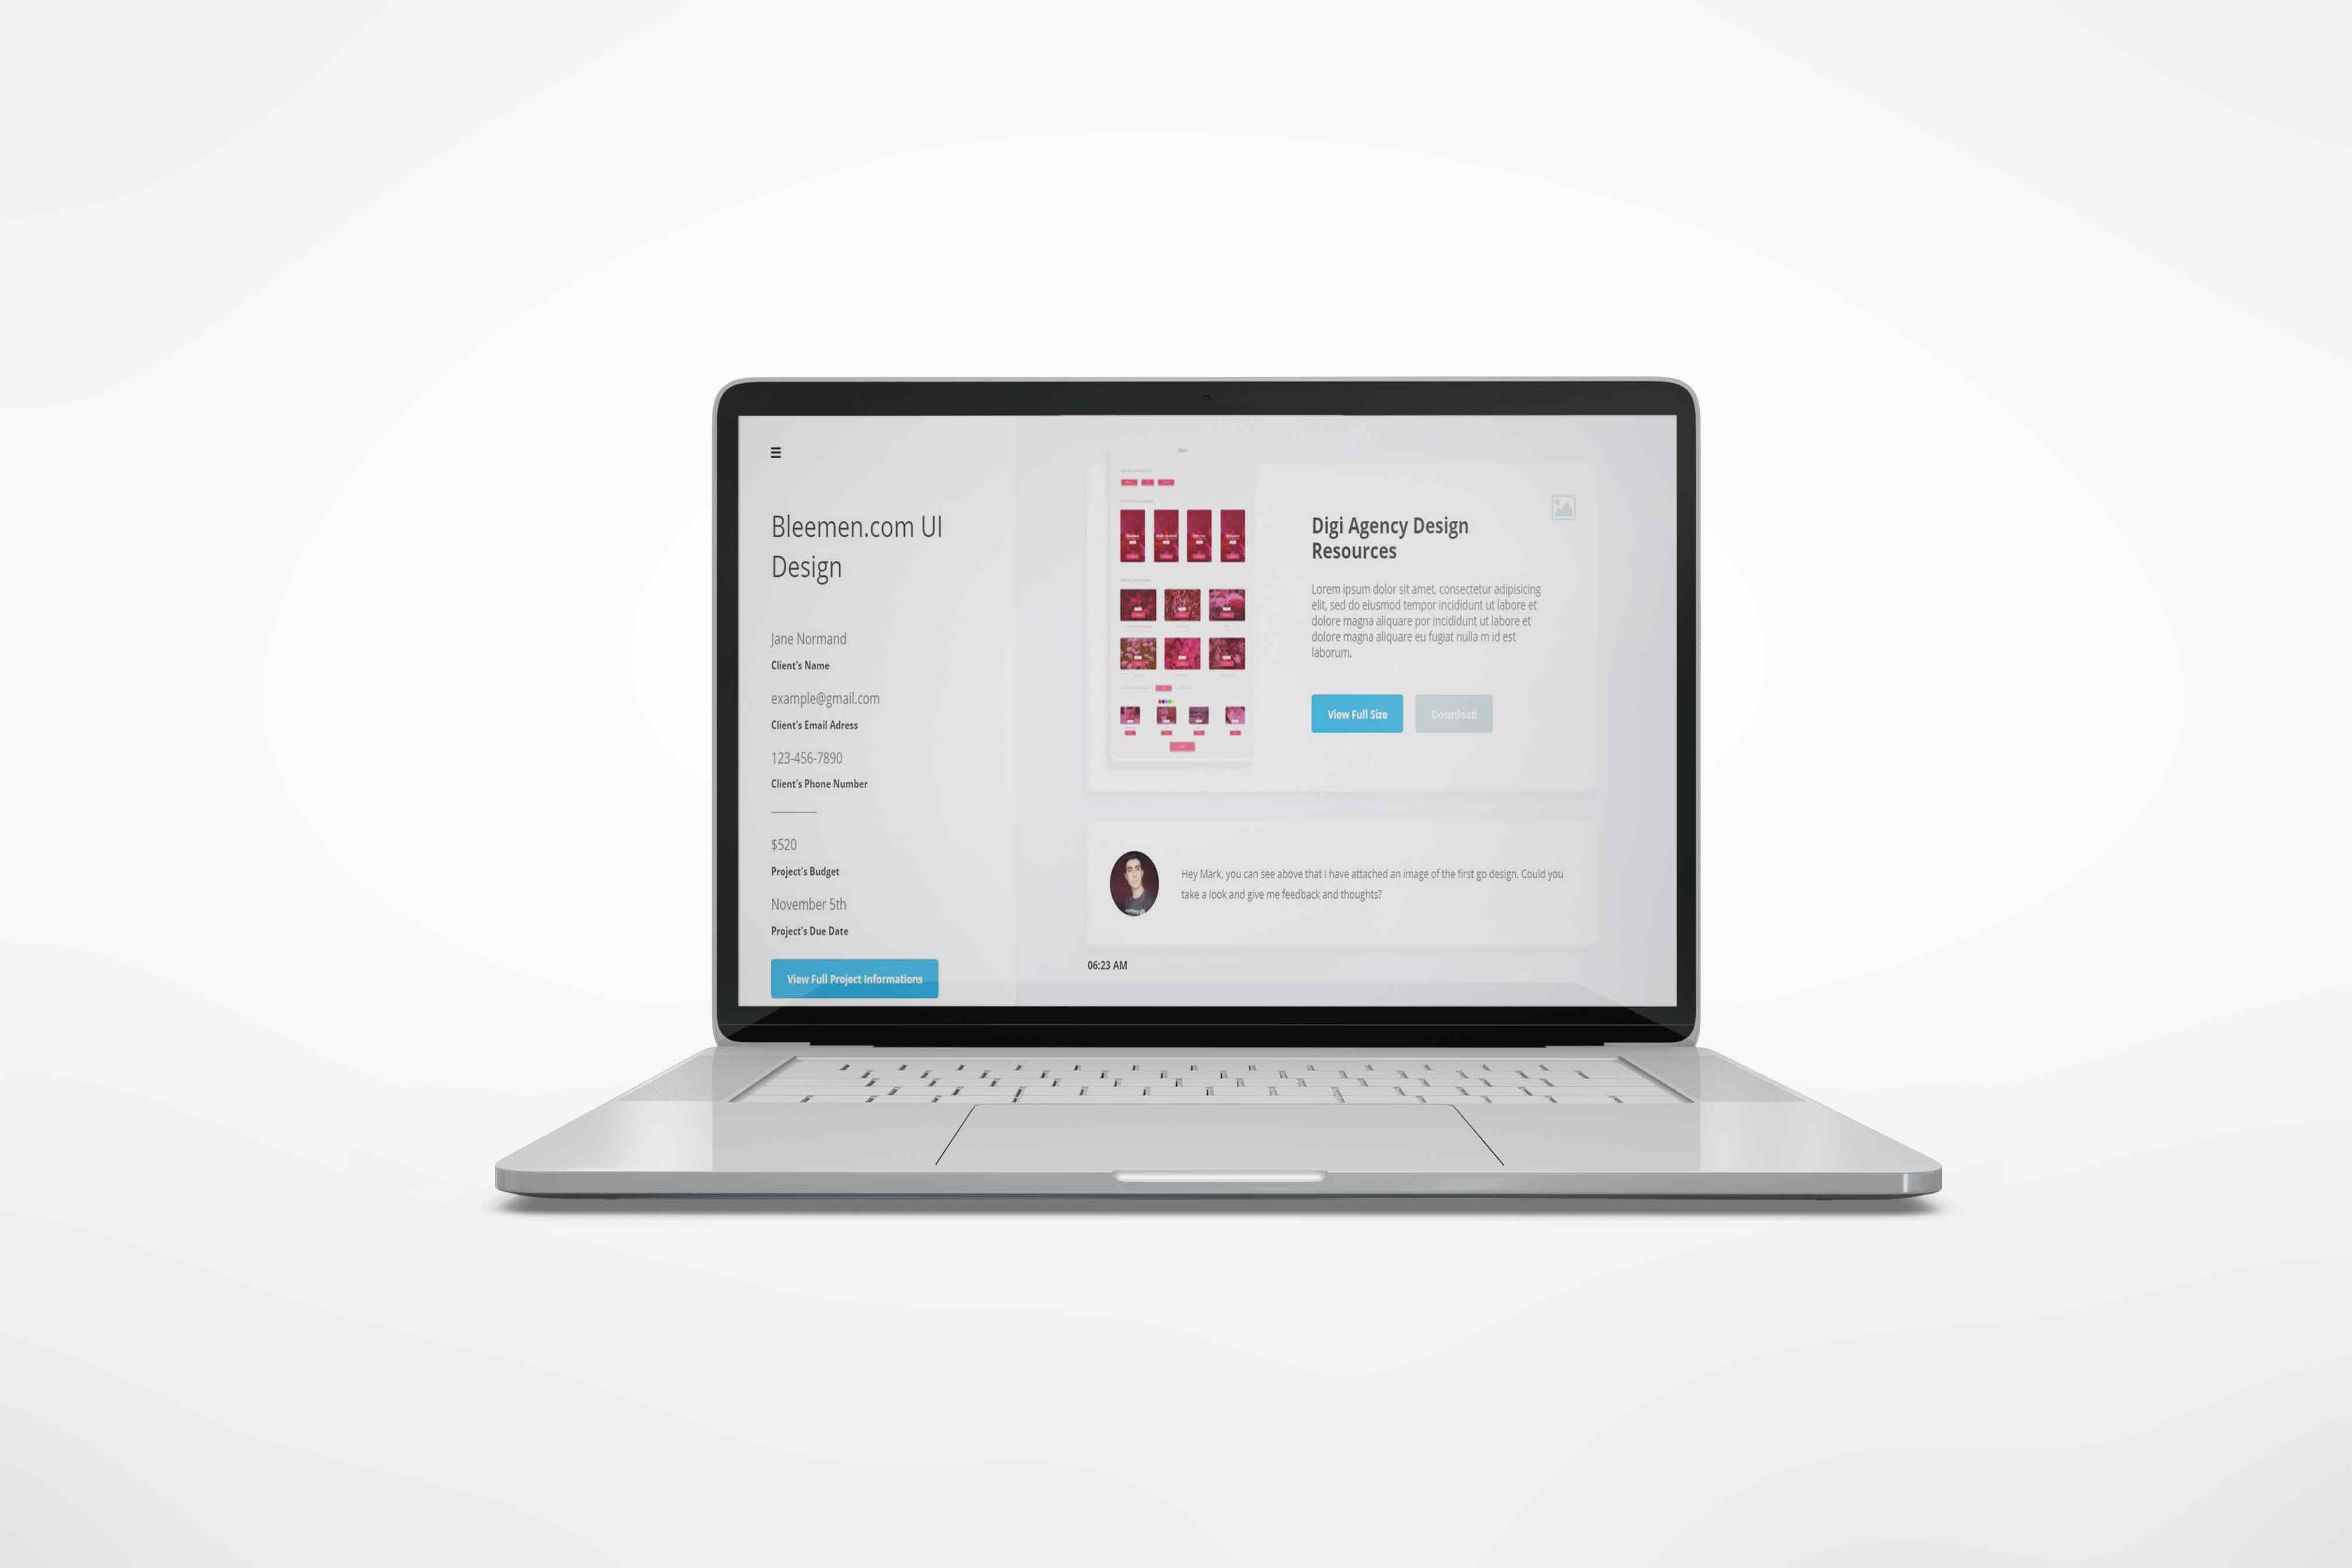 Bleemen.com UI
Design
Jane Normand
Client's Name
example@gmail.com
Client's Email Adress
123-456-7890
Client's Phone Number
$520
Project's Budget
November 5th
Project's Due Date
View Full Project Informations
Digi Agency Design
Resources
Lorem ipsum dolor sit amet, consectetur adipisicing
elit, sed do eiusmod tempor incididunt ut labore et
dolore magna aliquare por incididunt ut labore et
dolore magna aliquare eu fugiat nulla m id est
laborum.
View Full Size
Download
Hey Mark, you can see above that I have attached an image of the first go design. Could you
take a look and give me feedback and thoughts?
06:23 AM